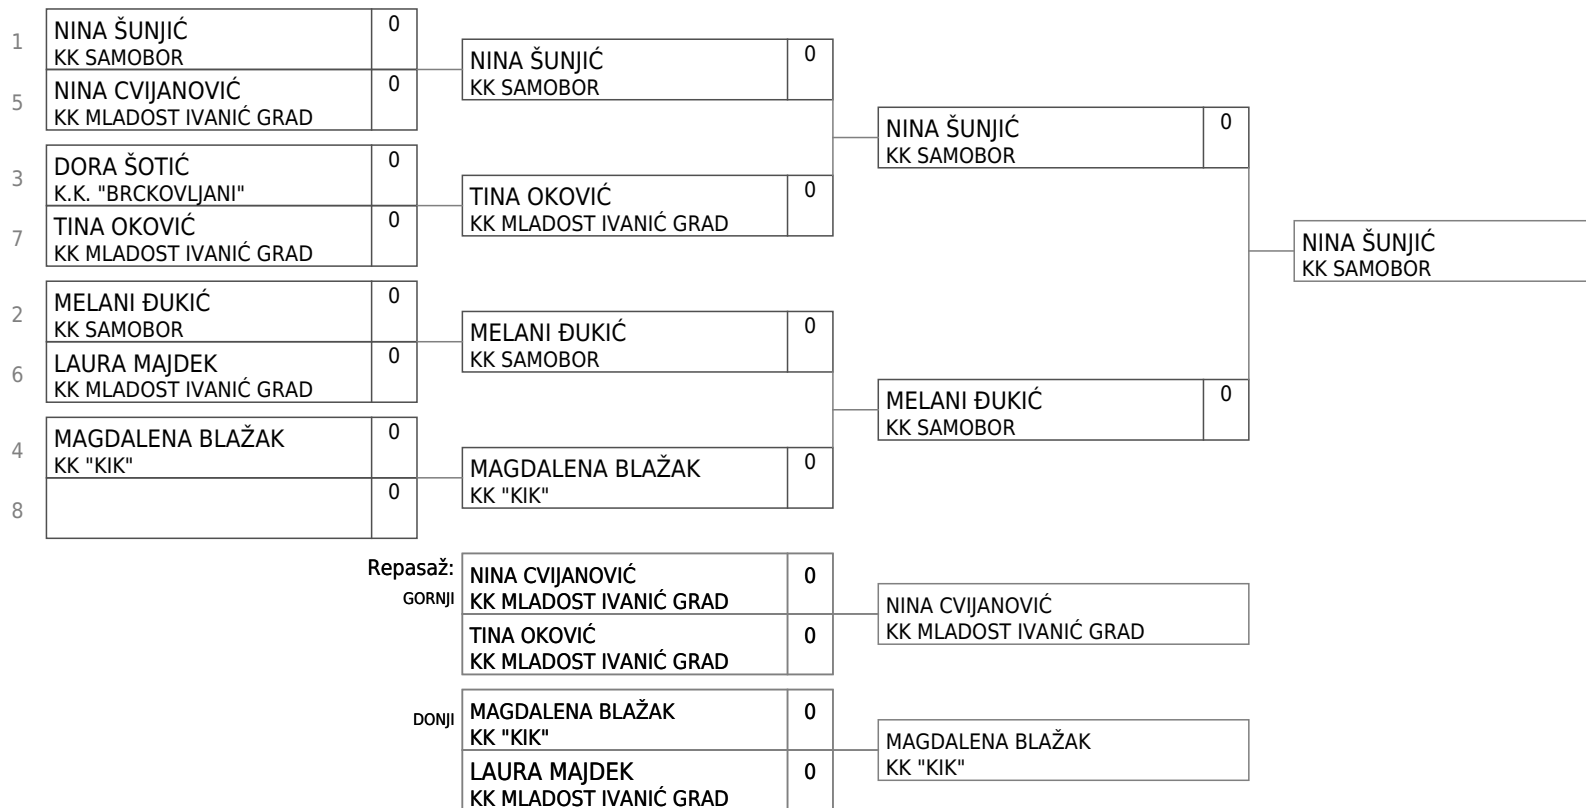 1
NINA ŠUNJIĆ
0
KK SAMOBOR
5
NINA CVIJANOVIĆ
0
KK MLADOST IVANIĆ GRAD
3
DORA ŠOTIĆ
0
K.K. "BRCKOVLJANI"
7
TINA OKOVIĆ
0
KK MLADOST IVANIĆ GRAD
2
MELANI ĐUKIĆ
0
KK SAMOBOR
6
LAURA MAJDEK
0
KK MLADOST IVANIĆ GRAD
4
MAGDALENA BLAŽAK
0
KK "KIK"
8
0
NINA ŠUNJIĆ
0
KK SAMOBOR
TINA OKOVIĆ
0
KK MLADOST IVANIĆ GRAD
MELANI ĐUKIĆ
0
KK SAMOBOR
MAGDALENA BLAŽAK
0
KK "KIK"
NINA ŠUNJIĆ
0
KK SAMOBOR
MELANI ĐUKIĆ
0
KK SAMOBOR
NINA ŠUNJIĆ
KK SAMOBOR
Repasaž:
GORNJI
NINA CVIJANOVIĆ
0
KK MLADOST IVANIĆ GRAD
TINA OKOVIĆ
0
KK MLADOST IVANIĆ GRAD
NINA CVIJANOVIĆ
KK MLADOST IVANIĆ GRAD
DONJI
MAGDALENA BLAŽAK
0
KK "KIK"
LAURA MAJDEK
0
KK MLADOST IVANIĆ GRAD
MAGDALENA BLAŽAK
KK "KIK"